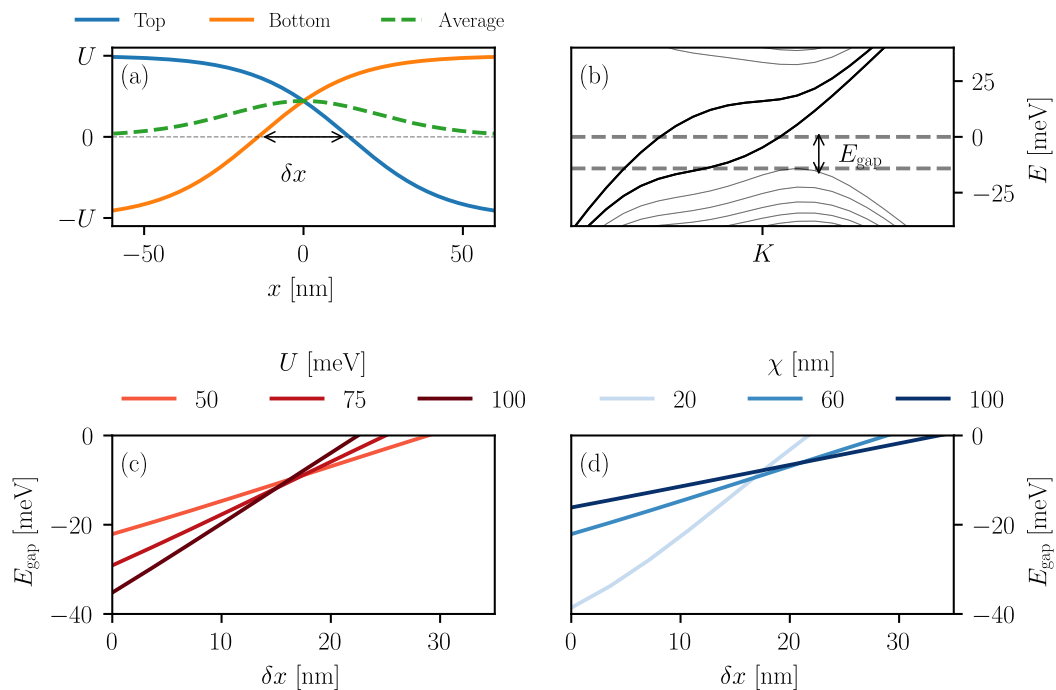 Top Bottom Average
U
0
−U
(a)
δx
−50 0 50
x [nm]
(b)
E_gap
25
0
−25
E [meV]
K
U [meV]
50 75 100
(c)
0
−20
−40
E_gap [meV]
0 10 20 30
δx [nm]
χ [nm]
20 60 100
(d)
0
−20
−40
E_gap [meV]
0 10 20 30
δx [nm]